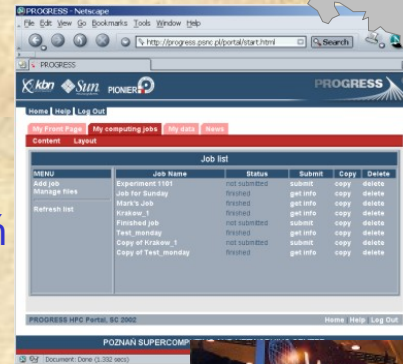 PROGRESS - Netscape
File Edit View Go Bookmarks Tools Window Help
http://progress.psnc.pl/portal/start.html Search
PROGRESS
kbn Sun PIONIER PROGRESS
Home | Help | Log Out
My Front Page My computing jobs My data News
Content Layout
Job list
MENU Job Name Status Submit Copy Delete
Add job Experiment 1101 not submitted submit copy delete
Manage files Job for Sunday finished get info copy delete
Mark's Job finished get info copy delete
Refresh list Krakow_1 not submitted submit copy delete
Finished job finished get info copy delete
Test_monday finished get info copy delete
Copy of Krakow_1 not submitted submit copy delete
Copy of Test_monday finished get info copy delete
ń
PROGRESS HPC Portal, SC 2002 Home Help Log Out
POZNAŃ SUPERCOMP
Document: Done (1.332 secs)